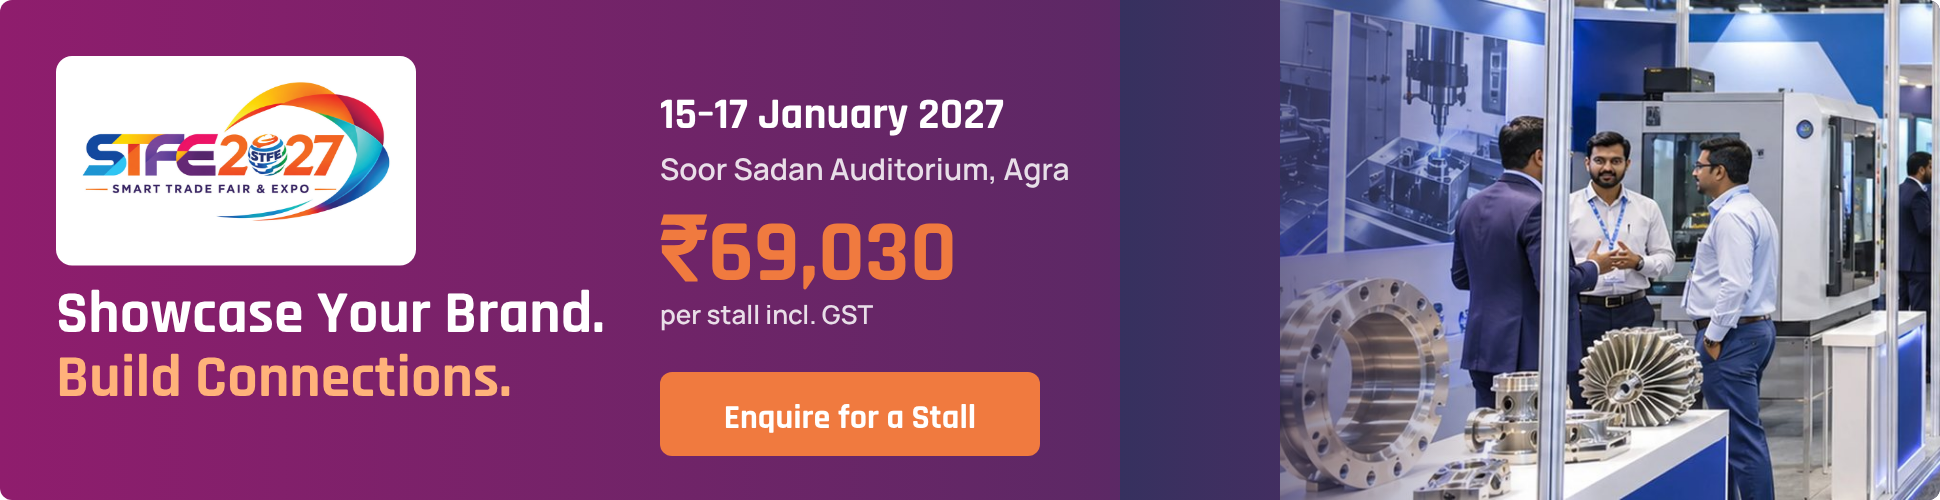 STFE2027
STFE
SMART TRADE FAIR & EXPO
Showcase Your Brand.
Build Connections.
15–17 January 2027
Soor Sadan Auditorium, Agra
₹69,030
per stall incl. GST
Enquire for a Stall